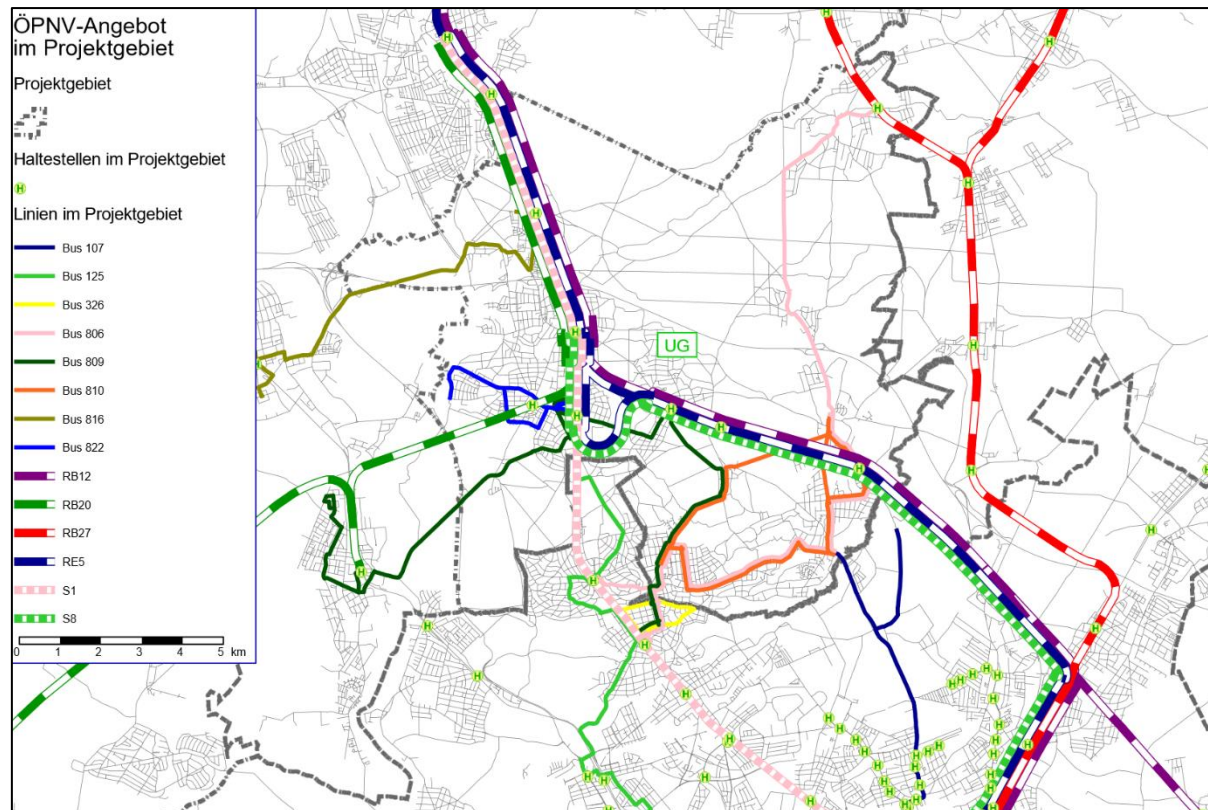 ÖPNV-Angebot
im Projektgebiet
Projektgebiet
Haltestellen im Projektgebiet
H
Linien im Projektgebiet
Bus 107
Bus 125
Bus 326
Bus 806
Bus 809
Bus 810
Bus 816
Bus 822
RB12
RB20
RB27
RE5
S1
S8
0 1 2 3 4 5 km
UG